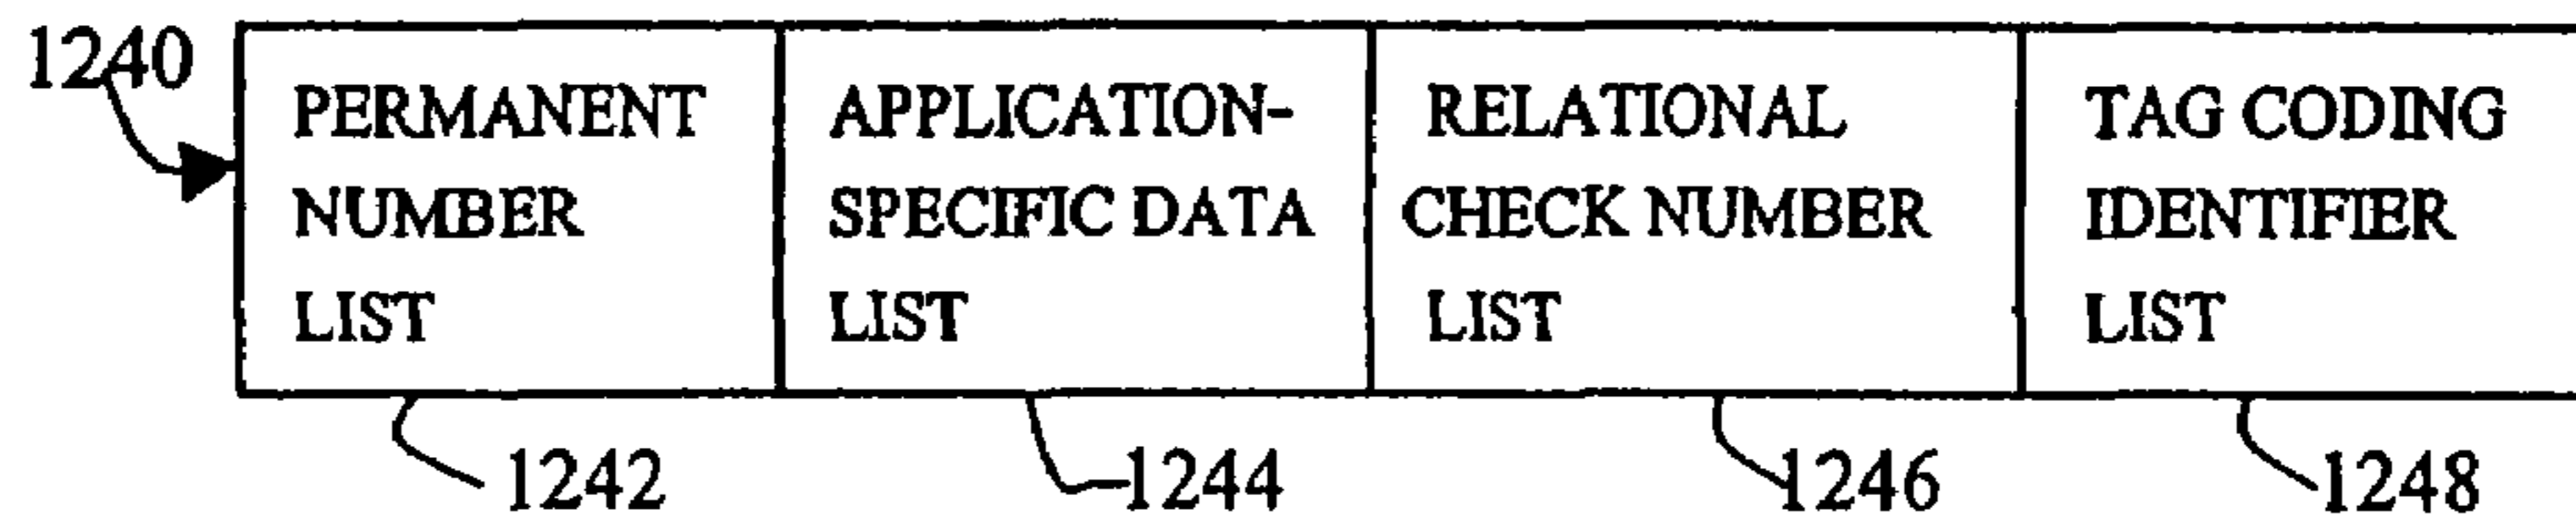 1240
PERMANENT
NUMBER
LIST
APPLICATION-
SPECIFIC DATA
LIST
RELATIONAL
CHECK NUMBER
LIST
TAG CODING
IDENTIFIER
LIST
1242
1244
1246
1248